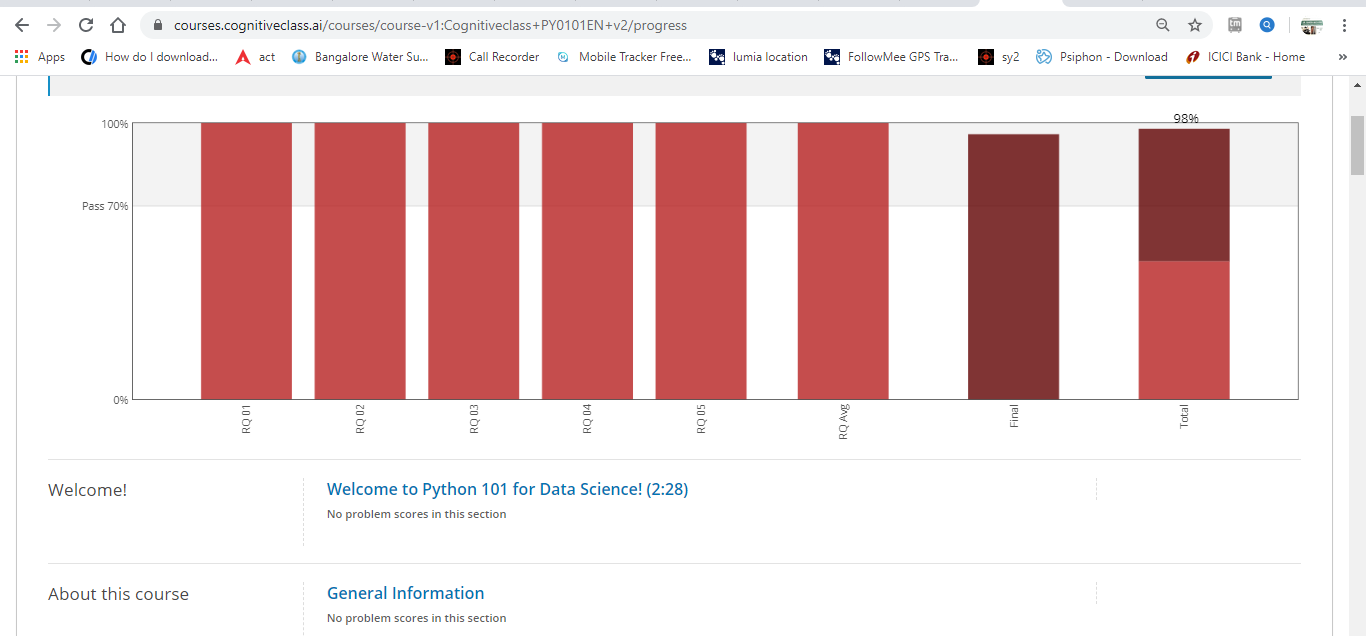 courses.cognitiveclass.ai/courses/course-v1:Cognitiveclass+PY0101EN+v2/progress
Apps How do I download... act Bangalore Water Su... Call Recorder Mobile Tracker Free... lumia location FollowMee GPS Tra... sy2 Psiphon - Download ICICI Bank - Home »
98%
100%
Pass 70%
0%
RQ 01 RQ 02 RQ 03 RQ 04 RQ 05 RQ Avg Final Total
Welcome! Welcome to Python 101 for Data Science! (2:28)
No problem scores in this section
About this course General Information
No problem scores in this section